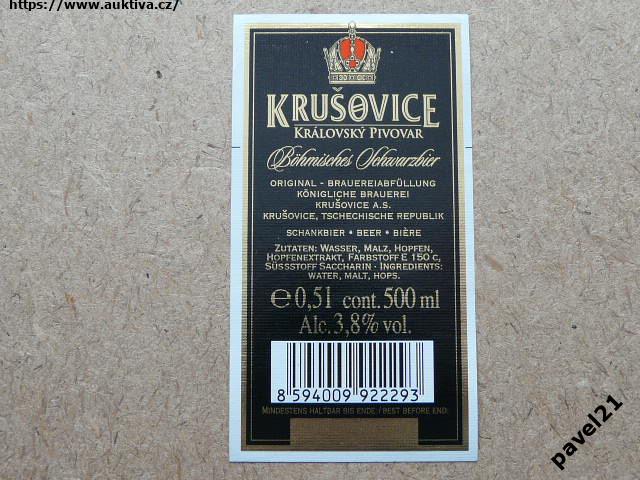 https://www.auktiva.cz/
KRUŠOVICE
KRÁLOVSKÝ PIVOVAR
Böhmisches Schwarzbier
ORIGINAL - BRAUEREIABFÜLLUNG
KÖNIGLICHE BRAUEREI
KRUŠOVICE A.S.
KRUŠOVICE, TSCHECHISCHE REPUBLIK
SCHANKBIER • BEER • BIÈRE
ZUTATEN: WASSER, MALZ, HOPFEN,
HOPFENEXTRAKT, FARBSTOFF E 150 C,
SÜSSSTOFF SACCHARIN · INGREDIENTS:
WATER, MALT, HOPS.
℮ 0,5l cont. 500 ml
Alc. 3,8% vol.
8 594009 922293
MINDESTENS HALTBAR BIS ENDE / BEST BEFORE END:
pavel21